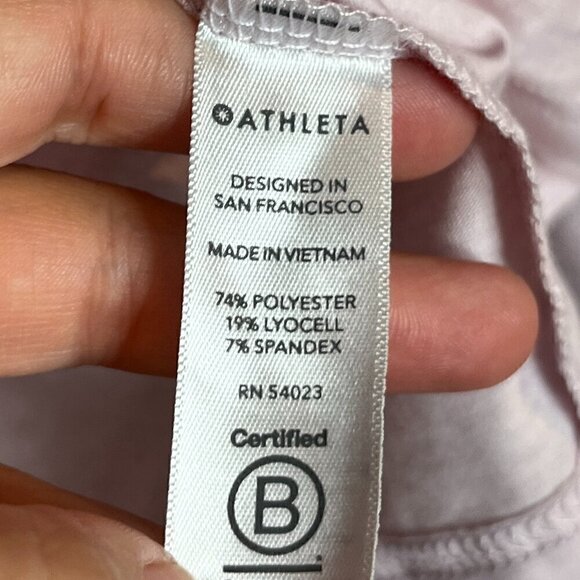 ATHLETA
DESIGNED IN
SAN FRANCISCO
MADE IN VIETNAM
74% POLYESTER
19% LYOCELL
7% SPANDEX
RN 54023
Certified
B